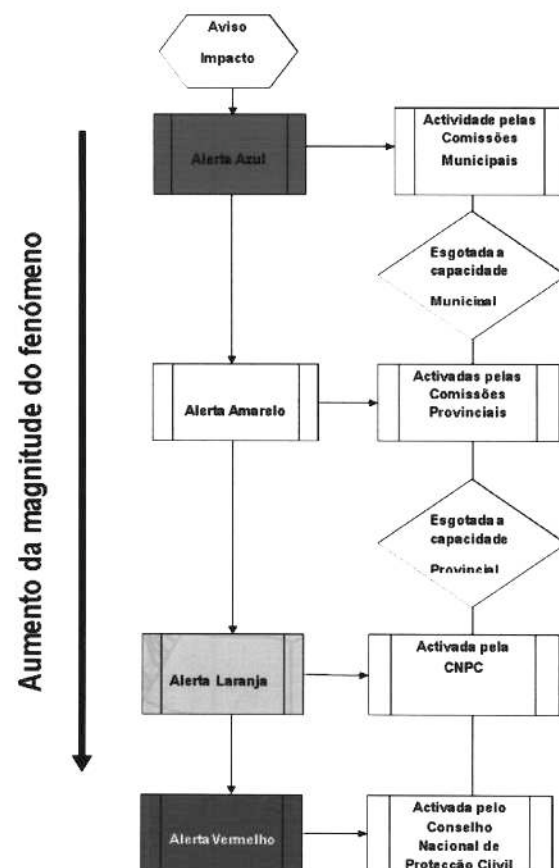 Aviso
Impacto
Alerta Azul
Actividade pelas
Comissões
Municipais
Esgotada a
capacidade
Municipal
Alerta Amarelo
Activadas pelas
Comissões
Provinciais
Esgotada a
capacidade
Provincial
Alerta Laranja
Activada pela
CNPC
Alerta Vermelho
Activada pelo
Conselho
Nacional de
Protecção Civil
Aumento da magnitude do fenómeno